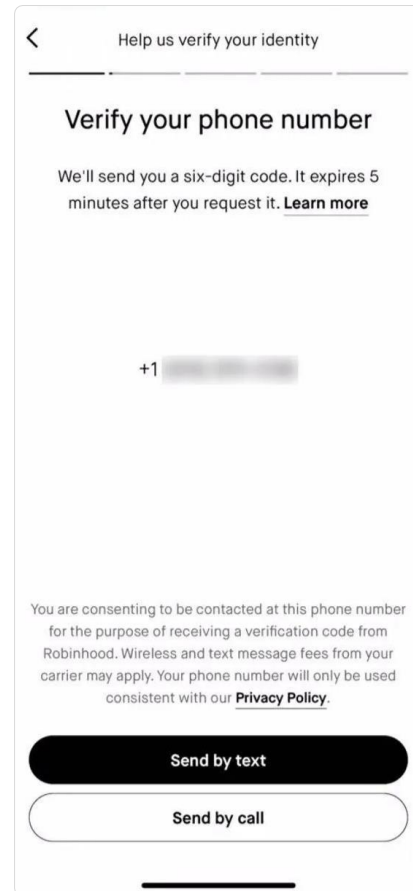 Help us verify your identity
Verify your phone number
We'll send you a six-digit code. It expires 5
minutes after you request it. Learn more
+1
You are consenting to be contacted at this phone number
for the purpose of receiving a verification code from
Robinhood. Wireless and text message fees from your
carrier may apply. Your phone number will only be used
consistent with our Privacy Policy.
Send by text
Send by call